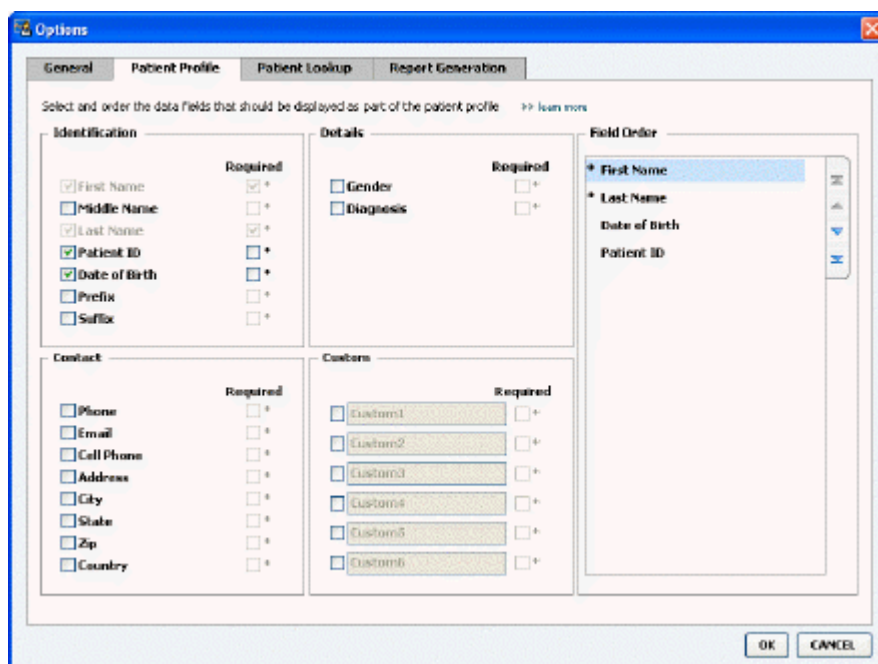 Options
General Patient Profile Patient Lookup Report Generation
Select and order the data fields that should be displayed as part of the patient profile >> learn more
Identification
Required
First Name *
Middle Name *
Last Name *
Patient ID *
Date of Birth *
Prefix *
Suffix *
Details
Required
Gender *
Diagnosis *
Field Order
* First Name
* Last Name
Date of Birth
Patient ID
Contact
Required
Phone *
Email *
Cell Phone *
Address *
City *
State *
Zip *
Country *
Custom
Required
Custom1 *
Custom2 *
Custom3 *
Custom4 *
Custom5 *
Custom6 *
OK CANCEL